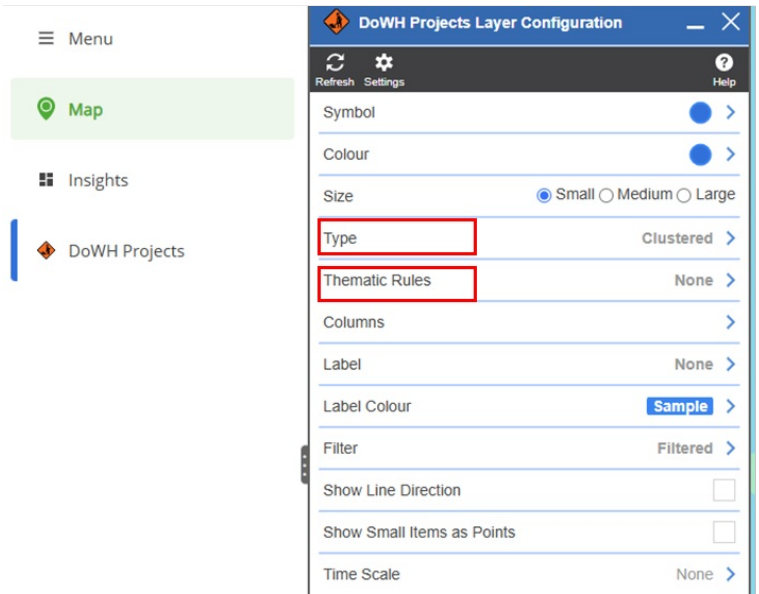 Menu
Map
Insights
DoWH Projects
DoWH Projects Layer Configuration
Refresh Settings Help
Symbol
Colour
Size Small Medium Large
Type Clustered
Thematic Rules None
Columns
Label None
Label Colour Sample
Filter Filtered
Show Line Direction
Show Small Items as Points
Time Scale None